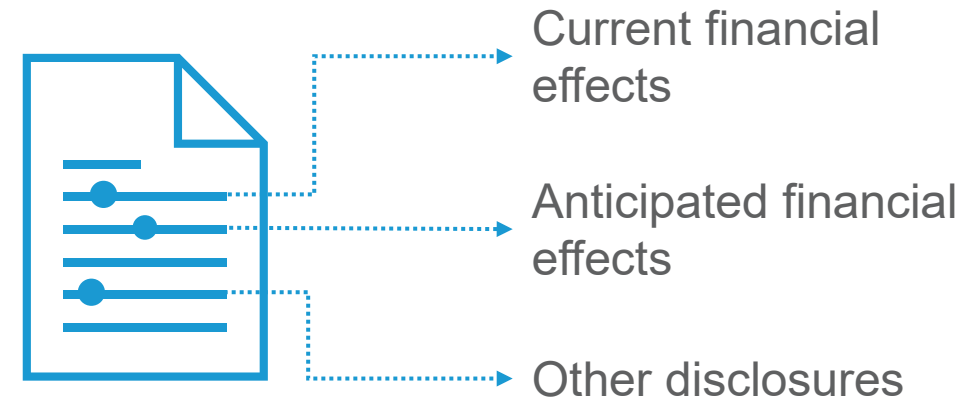 Current financial
effects
Anticipated financial
effects
Other disclosures